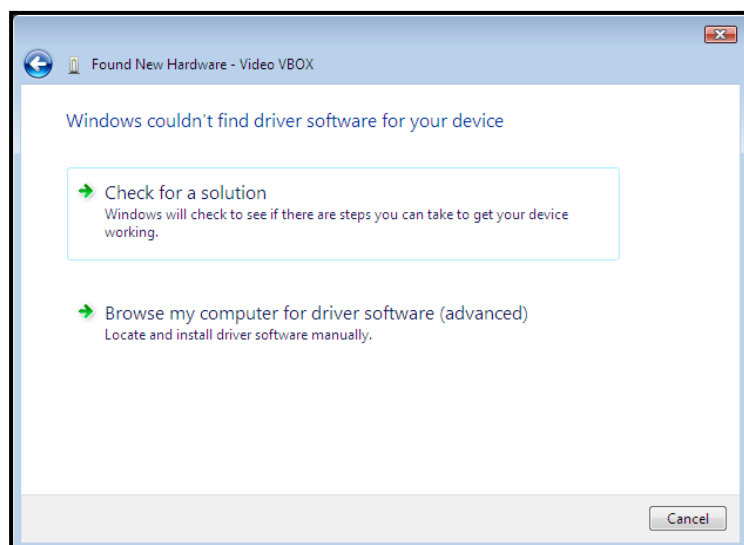 Found New Hardware - Video VBOX
Windows couldn't find driver software for your device
Check for a solution
Windows will check to see if there are steps you can take to get your device
working.
Browse my computer for driver software (advanced)
Locate and install driver software manually.
Cancel